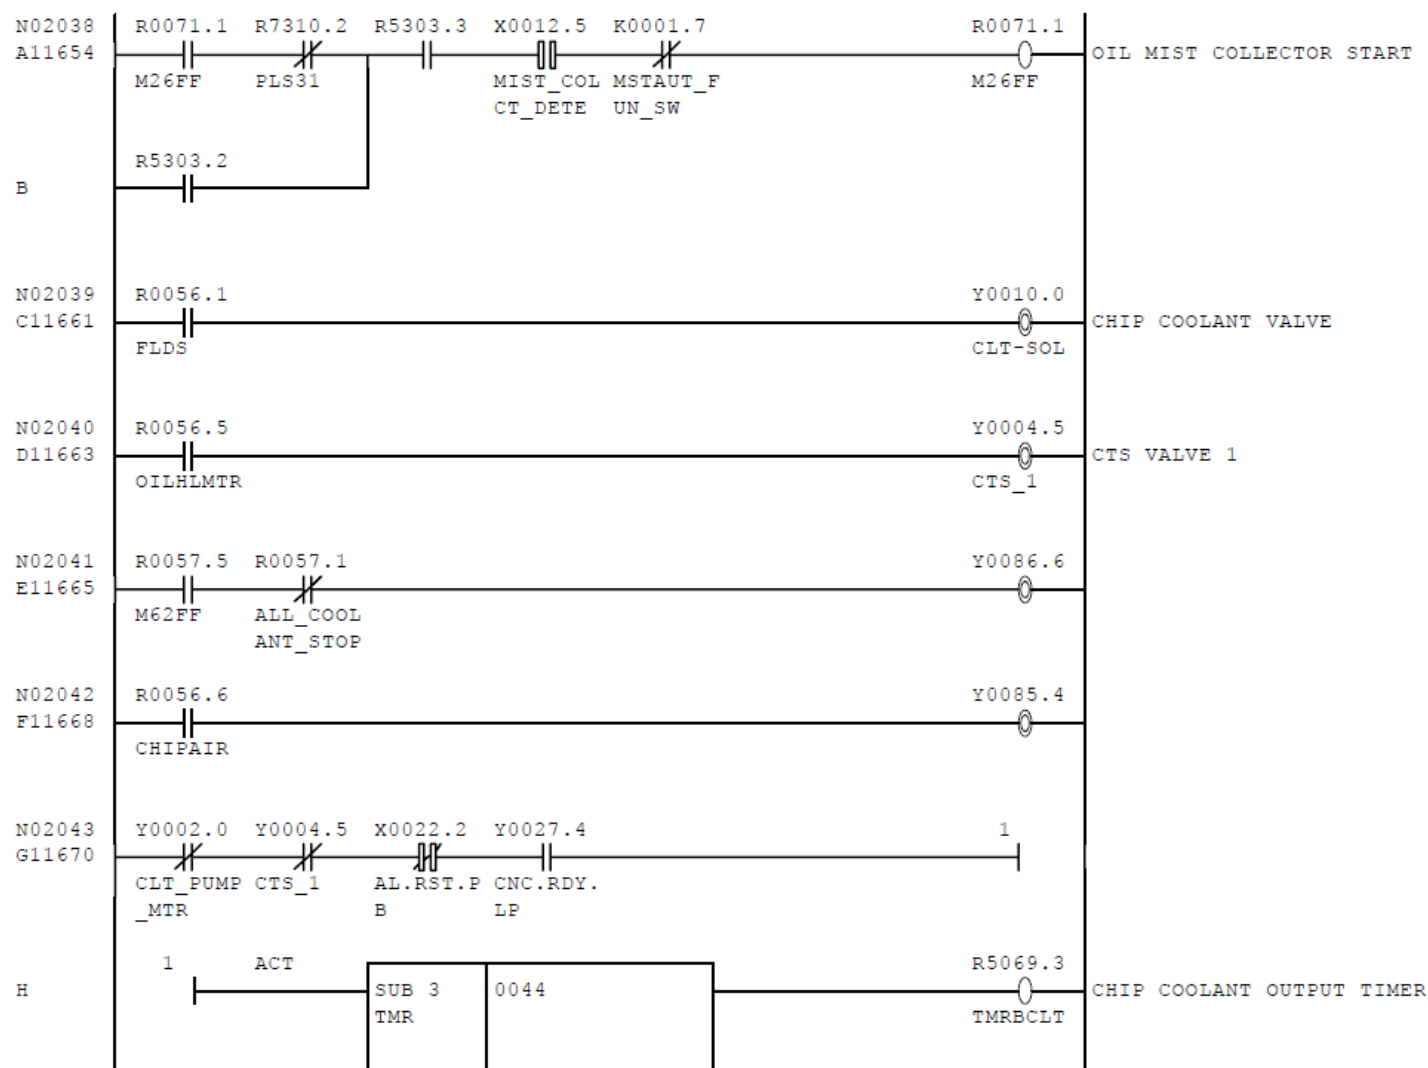 N02038 R0071.1 R7310.2 R5303.3 X0012.5 K0001.7 R0071.1
A11654 OIL MIST COLLECTOR START
M26FF PLS31 MIST_COL MSTAUT_F M26FF
CT_DETE UN_SW
R5303.2
B
N02039 R0056.1 Y0010.0
C11661 CHIP COOLANT VALVE
FLDS CLT-SOL
N02040 R0056.5 Y0004.5
D11663 CTS VALVE 1
OILHLMTR CTS_1
N02041 R0057.5 R0057.1 Y0086.6
E11665
M62FF ALL_COOL
ANT_STOP
N02042 R0056.6 Y0085.4
F11668
CHIPAIR
N02043 Y0002.0 Y0004.5 X0022.2 Y0027.4 1
G11670
CLT_PUMP CTS_1 AL.RST.P CNC.RDY.
_MTR B LP
1 ACT R5069.3
H SUB 3 0044 CHIP COOLANT OUTPUT TIMER
TMR TMRBCLT